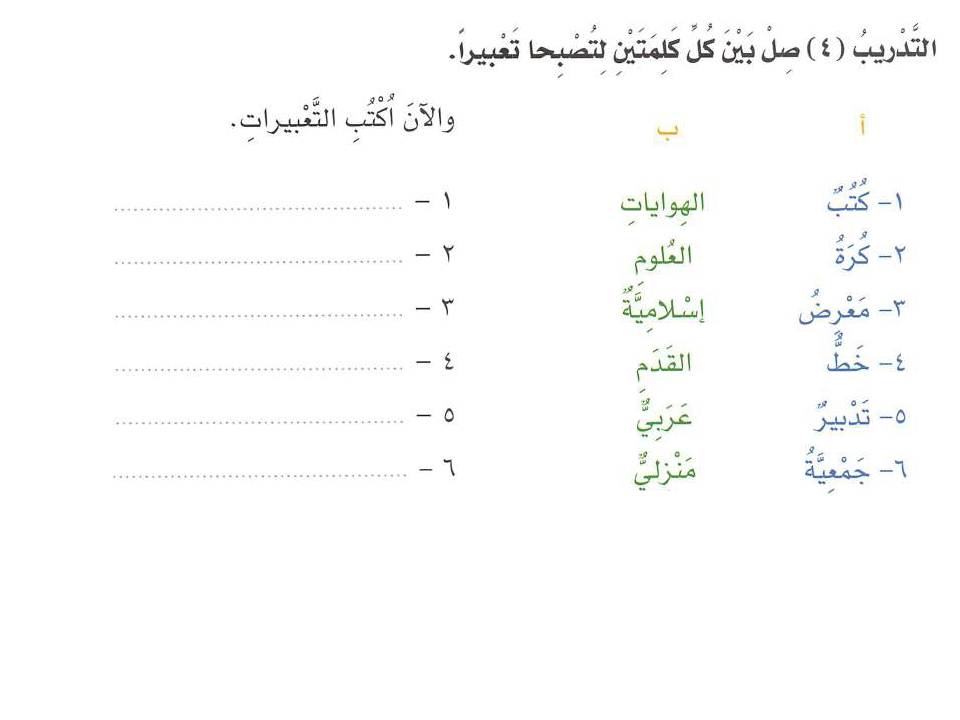 التَّدْريبُ (٤) صِلْ بَيْنَ كُلِّ كَلِمَتَيْنِ لِتُصْبِحا تَعْبيراً.
أ ب والآنَ اُكْتُبِ التَّعْبيراتِ.
١- كُتُبٌ الهِواياتِ ١ - ........................................
٢- كُرَةُ العُلومِ ٢ - ........................................
٣- مَعْرِضُ إسْلامِيَّةٌ ٣ - ........................................
٤- خَطٌّ القَدَمِ ٤ - ........................................
٥- تَدْبيرٌ عَرَبِيٌّ ٥ - ........................................
٦- جَمْعِيَّةُ مَنْزِليٌّ ٦ - ........................................